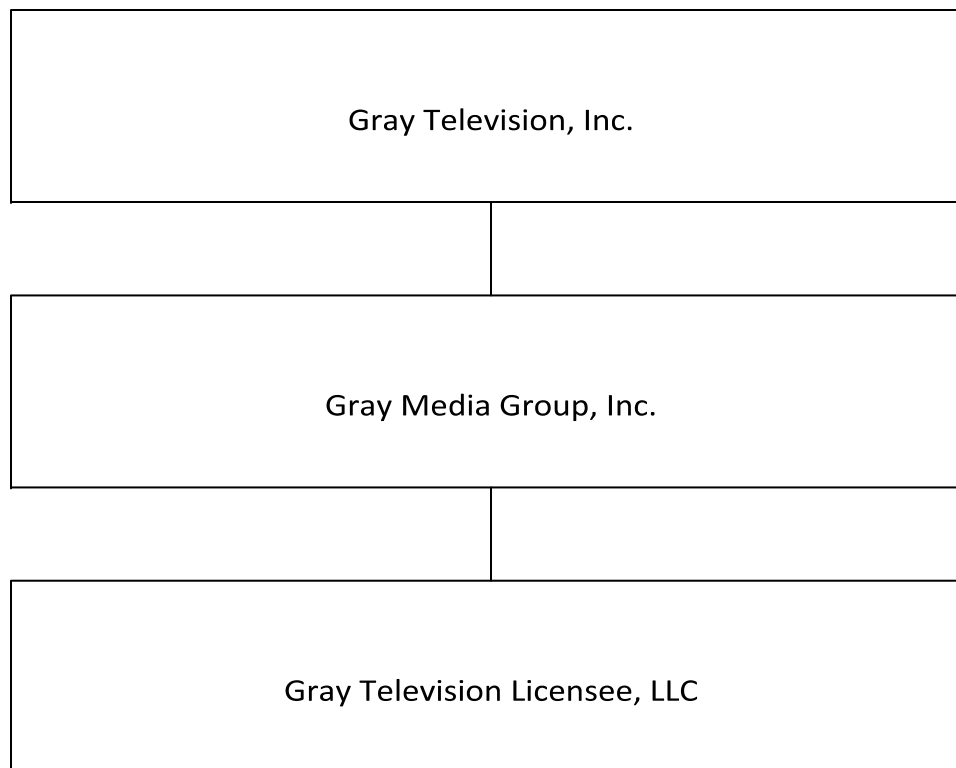 Gray Television, Inc.
Gray Media Group, Inc.
Gray Television Licensee, LLC